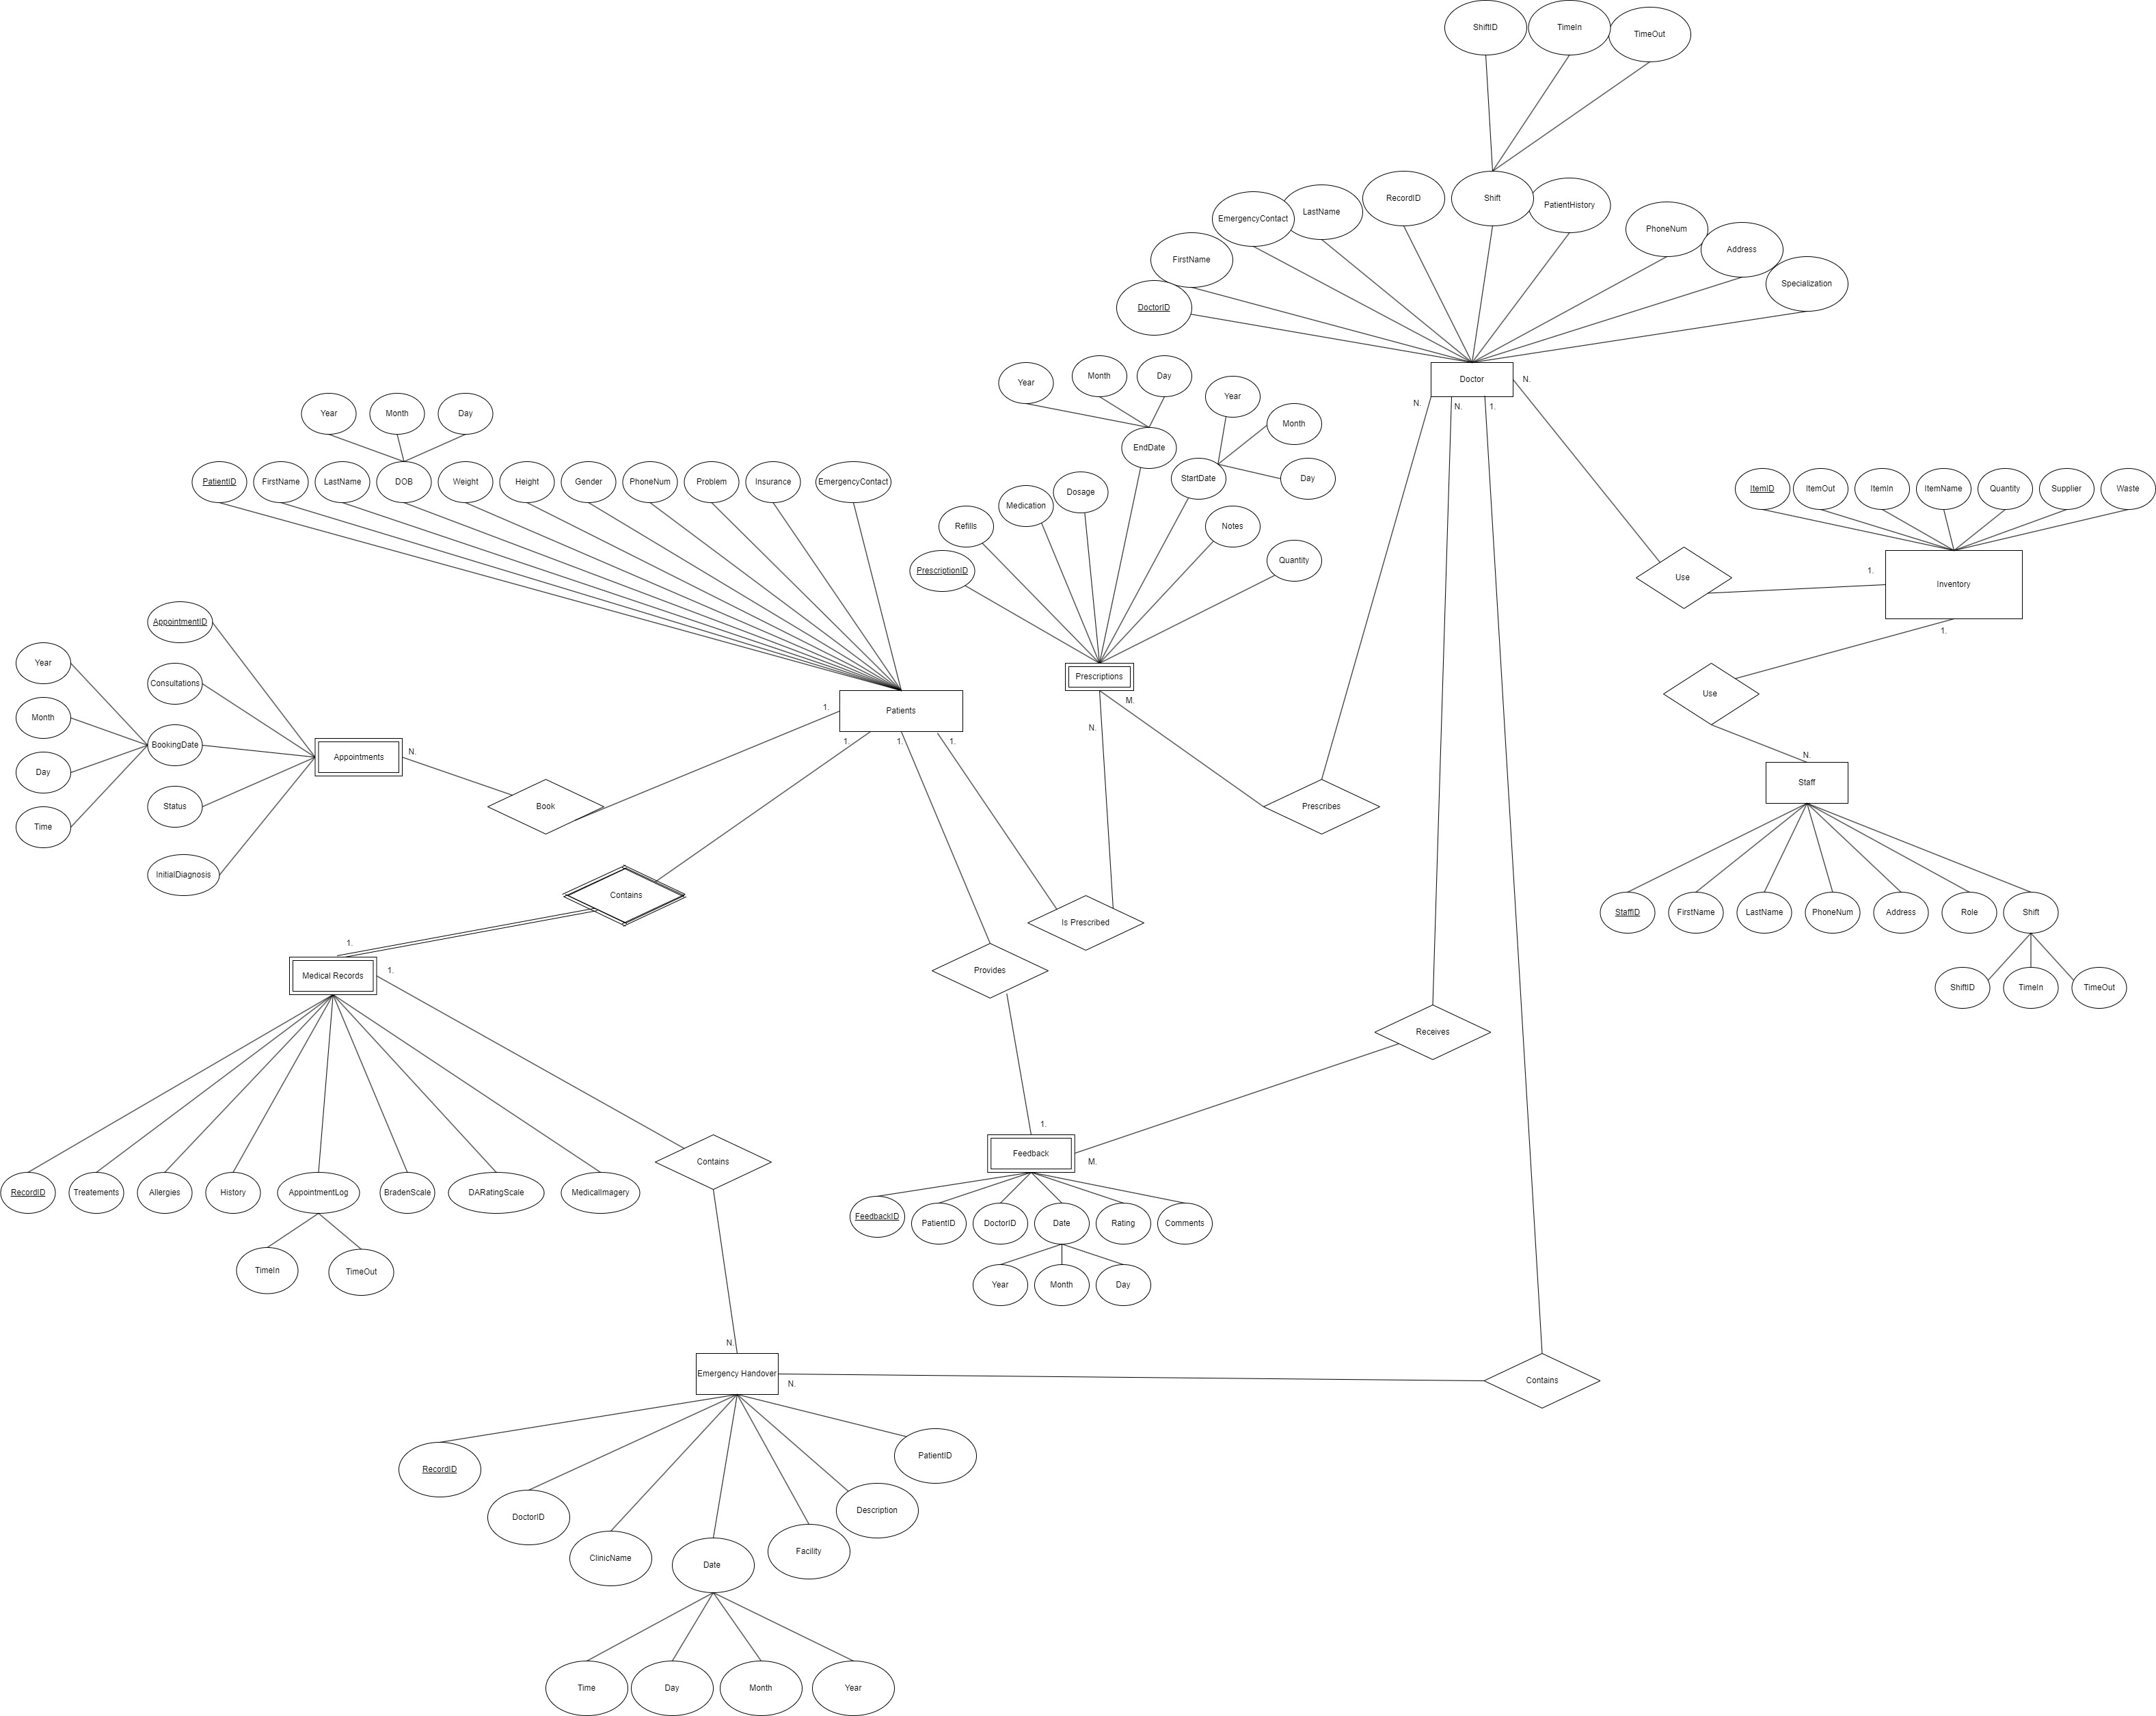 ShiftID
TimeIn
TimeOut
EmergencyContact
LastName
RecordID
Shift
PatientHistory
PhoneNum
Address
Specialization
FirstName
DoctorID
Doctor
N.
N.
N.
1.
Year
Month
Day
EndDate
Year
Month
Day
StartDate
Dosage
Medication
Refills
PrescriptionID
Notes
Quantity
Prescriptions
M.
N.
Year
Month
Day
PatientID
FirstName
LastName
DOB
Weight
Height
Gender
PhoneNum
Problem
Insurance
EmergencyContact
Patients
1.
1.
1.
1.
ItemID
ItemOut
ItemIn
ItemName
Quantity
Supplier
Waste
Use
1.
Inventory
1.
Use
N.
Staff
StaffID
FirstName
LastName
PhoneNum
Address
Role
Shift
ShiftID
TimeIn
TimeOut
AppointmentID
Consultations
BookingDate
Status
InitialDiagnosis
Year
Month
Day
Time
Appointments
N.
Book
Prescribes
Contains
Is Prescribed
Provides
Receives
1.
Medical Records
1.
RecordID
Treatements
Allergies
History
AppointmentLog
BradenScale
DARatingScale
MedicalImagery
TimeIn
TimeOut
Contains
1.
Feedback
M.
FeedbackID
PatientID
DoctorID
Date
Rating
Comments
Year
Month
Day
N.
Emergency Handover
N.
Contains
RecordID
DoctorID
ClinicName
Date
Facility
Description
PatientID
Time
Day
Month
Year